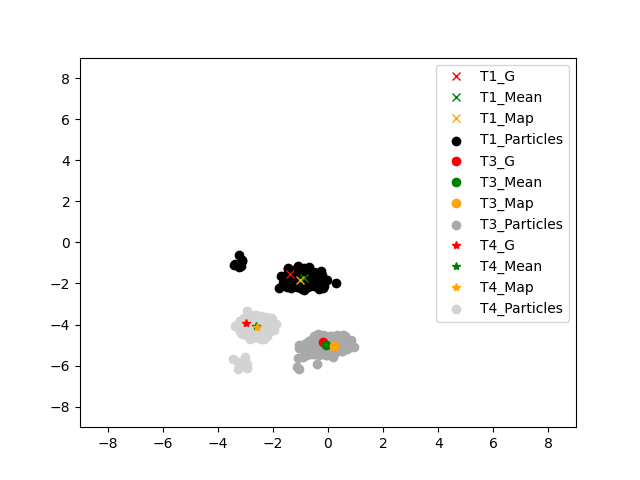 8
6
4
2
0
−2
−4
−6
−8
−8 −6 −4 −2 0 2 4 6 8
T1_G
T1_Mean
T1_Map
T1_Particles
T3_G
T3_Mean
T3_Map
T3_Particles
T4_G
T4_Mean
T4_Map
T4_Particles